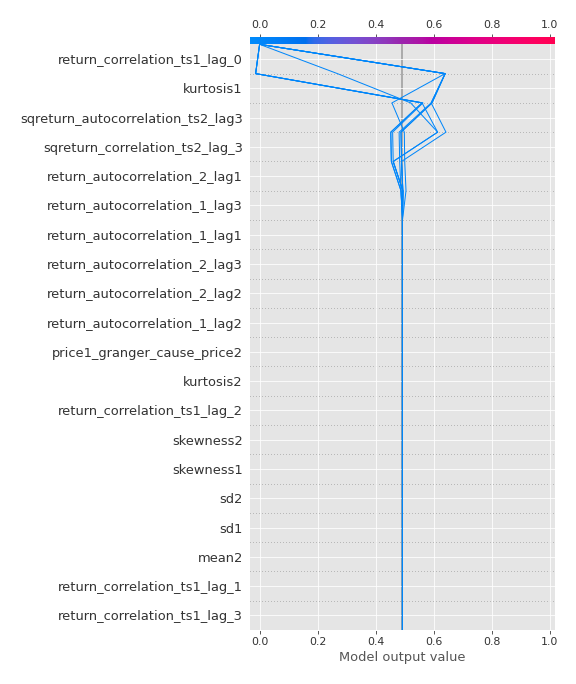 0.0 0.2 0.4 0.6 0.8 1.0
return_correlation_ts1_lag_0
kurtosis1
sqreturn_autocorrelation_ts2_lag3
sqreturn_correlation_ts2_lag_3
return_autocorrelation_2_lag1
return_autocorrelation_1_lag3
return_autocorrelation_1_lag1
return_autocorrelation_2_lag3
return_autocorrelation_2_lag2
return_autocorrelation_1_lag2
price1_granger_cause_price2
kurtosis2
return_correlation_ts1_lag_2
skewness2
skewness1
sd2
sd1
mean2
return_correlation_ts1_lag_1
return_correlation_ts1_lag_3
0.0 0.2 0.4 0.6 0.8 1.0
Model output value